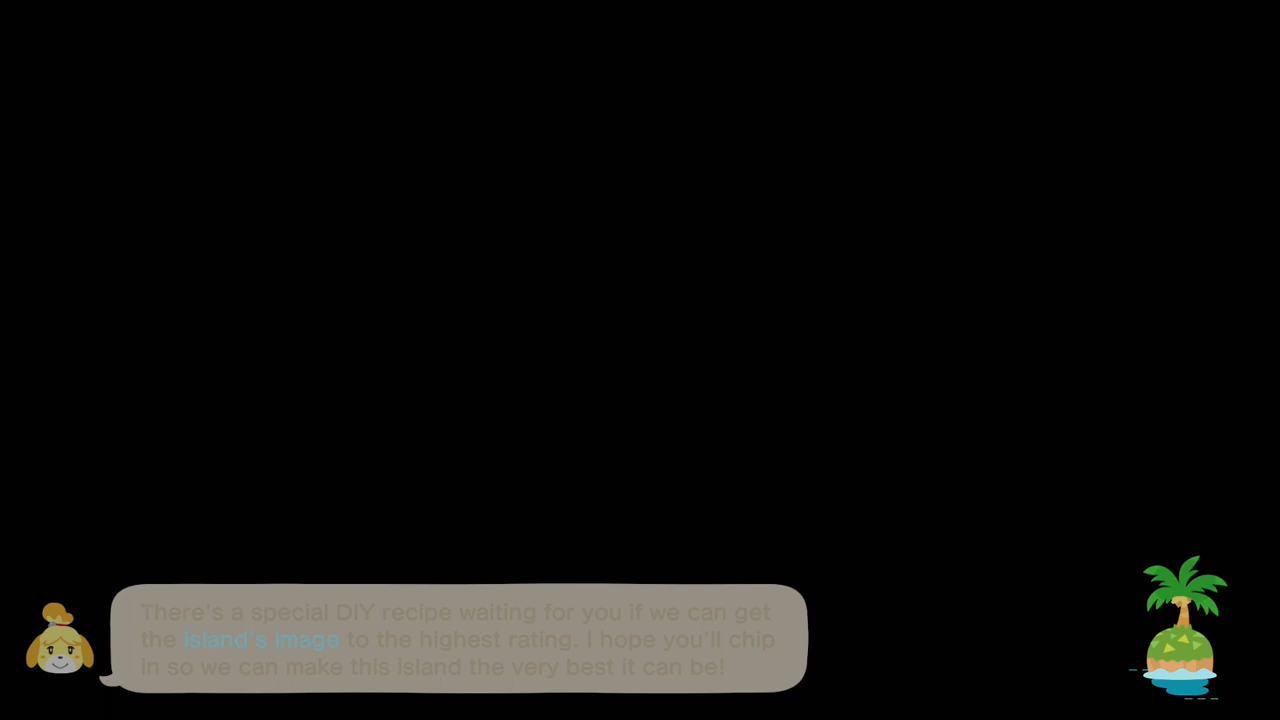 There's a special DIY recipe waiting for you if we can get
the island's image to the highest rating. I hope you'll chip
in so we can make this island the very best it can be!